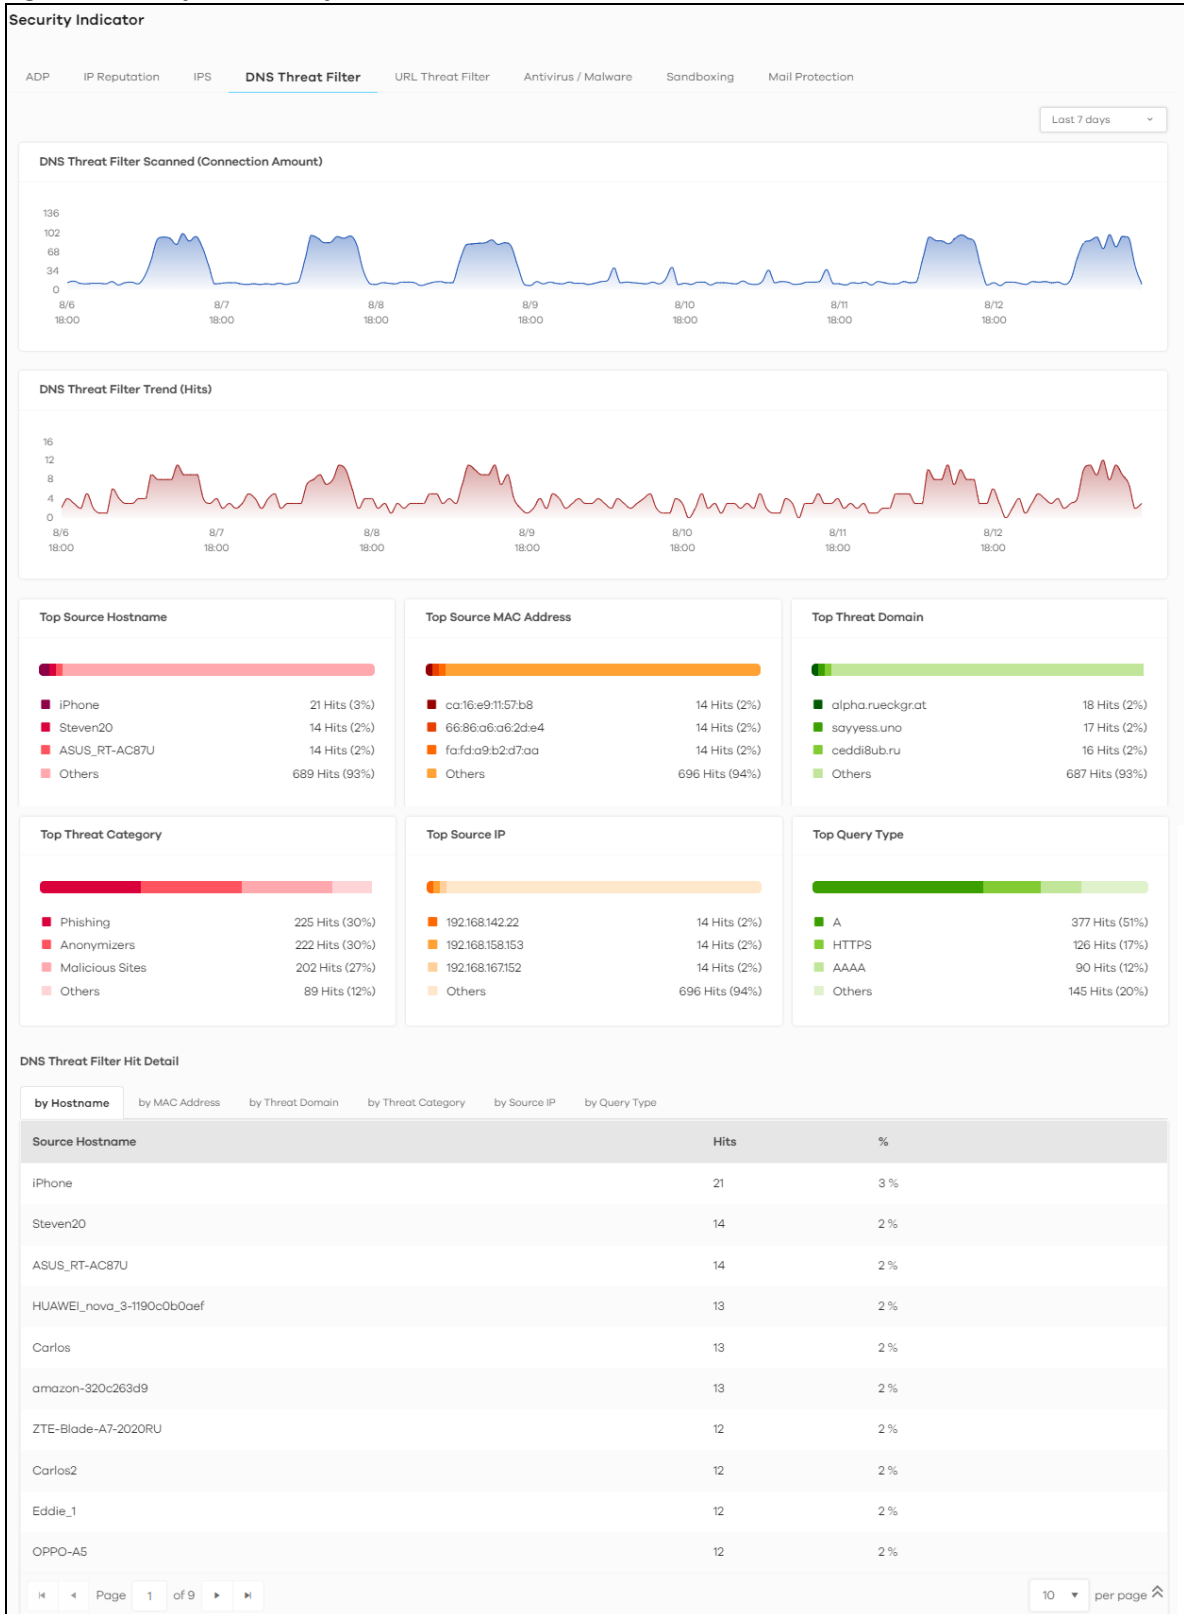 Security Indicator
ADP IP Reputation IPS DNS Threat Filter URL Threat Filter Antivirus / Malware Sandboxing Mail Protection
Last 7 days
DNS Threat Filter Scanned (Connection Amount)
136
102
68
34
0
8/6 8/7 8/8 8/9 8/10 8/11 8/12
18:00 18:00 18:00 18:00 18:00 18:00 18:00
DNS Threat Filter Trend (Hits)
16
12
8
4
0
8/6 8/7 8/8 8/9 8/10 8/11 8/12
18:00 18:00 18:00 18:00 18:00 18:00 18:00
Top Source Hostname
iPhone 21 Hits (3%)
Steven20 14 Hits (2%)
ASUS_RT-AC87U 14 Hits (2%)
Others 689 Hits (93%)
Top Source MAC Address
ca:16:e9:11:57:b8 14 Hits (2%)
66:86:a6:a6:2d:e4 14 Hits (2%)
fa:fd:a9:b2:d7:aa 14 Hits (2%)
Others 696 Hits (94%)
Top Threat Domain
alpha.rueckgr.at 18 Hits (2%)
sayyess.uno 17 Hits (2%)
ceddi8ub.ru 16 Hits (2%)
Others 687 Hits (93%)
Top Threat Category
Phishing 225 Hits (30%)
Anonymizers 222 Hits (30%)
Malicious Sites 202 Hits (27%)
Others 89 Hits (12%)
Top Source IP
192.168.142.22 14 Hits (2%)
192.168.158.153 14 Hits (2%)
192.168.167.152 14 Hits (2%)
Others 696 Hits (94%)
Top Query Type
A 377 Hits (51%)
HTTPS 126 Hits (17%)
AAAA 90 Hits (12%)
Others 145 Hits (20%)
DNS Threat Filter Hit Detail
by Hostname by MAC Address by Threat Domain by Threat Category by Source IP by Query Type
Source Hostname Hits %
iPhone 21 3 %
Steven20 14 2 %
ASUS_RT-AC87U 14 2 %
HUAWEI_nova_3-1190c0b0aef 13 2 %
Carlos 13 2 %
amazon-320c263d9 13 2 %
ZTE-Blade-A7-2020RU 12 2 %
Carlos2 12 2 %
Eddie_1 12 2 %
OPPO-A5 12 2 %
Page 1 of 9 10 per page